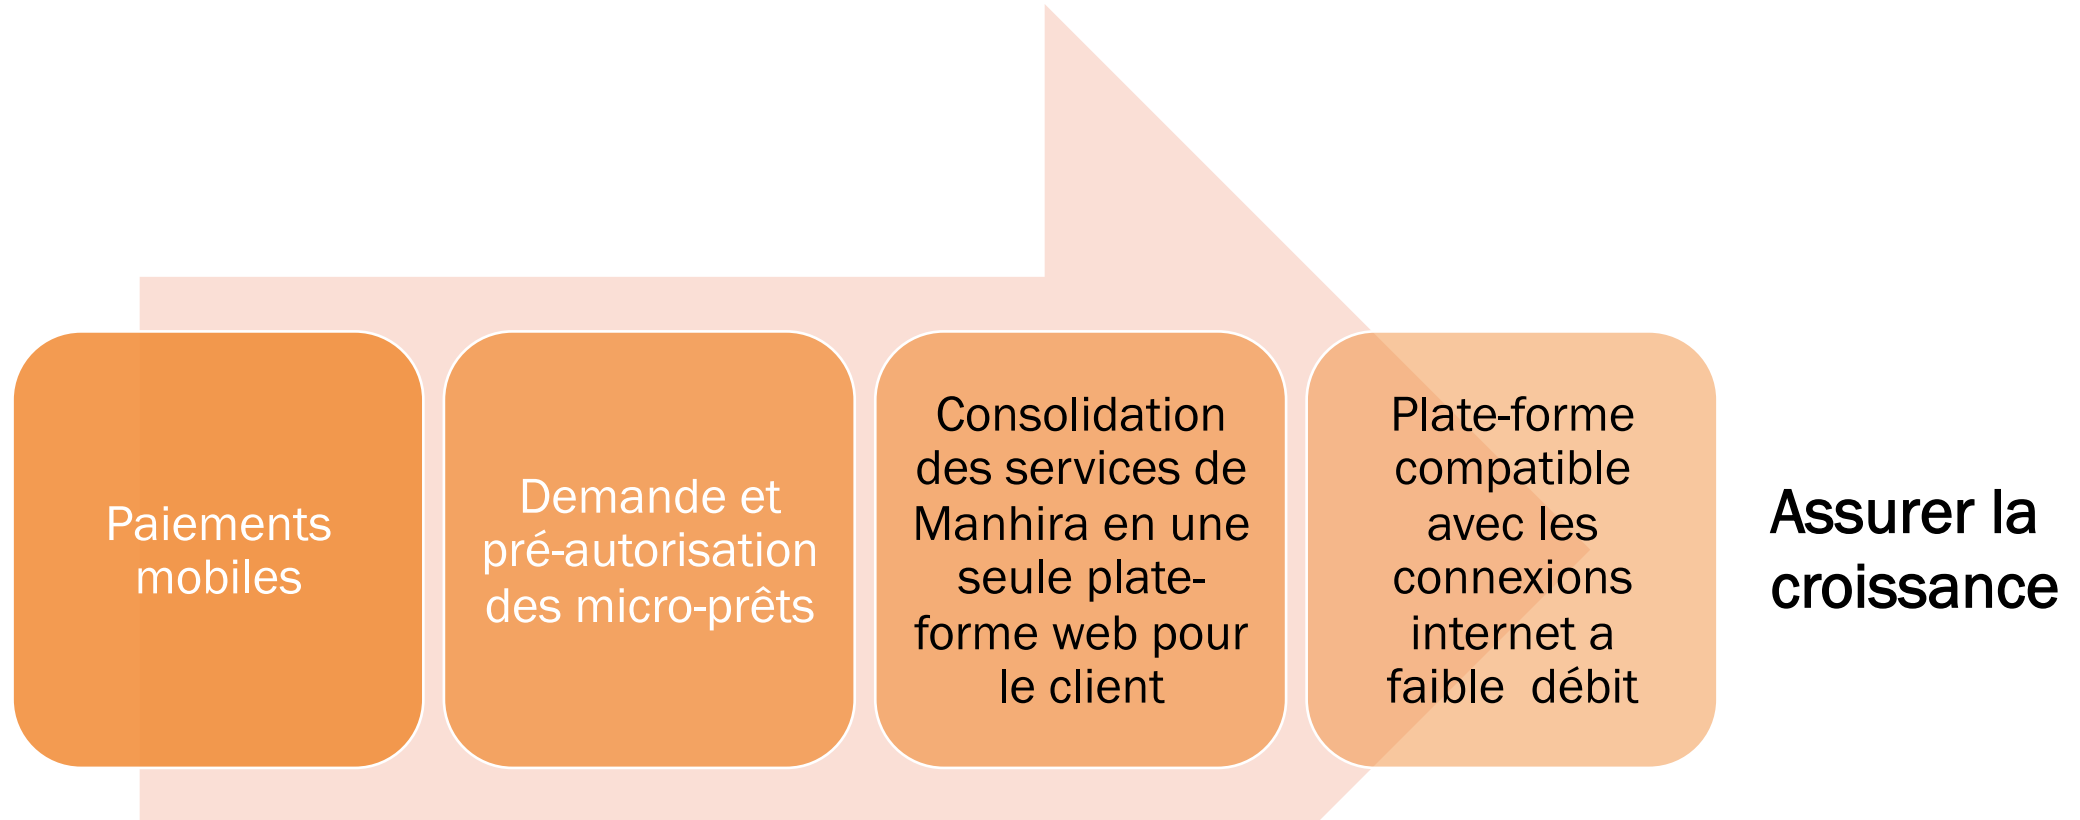 Paiements
mobiles
Demande et
pré-autorisation
des micro-prêts
Consolidation
des services de
Manhira en une
seule plate-
forme web pour
le client
Plate-forme
compatible
avec les
connexions
internet a
faible  débit
Assurer la
croissance